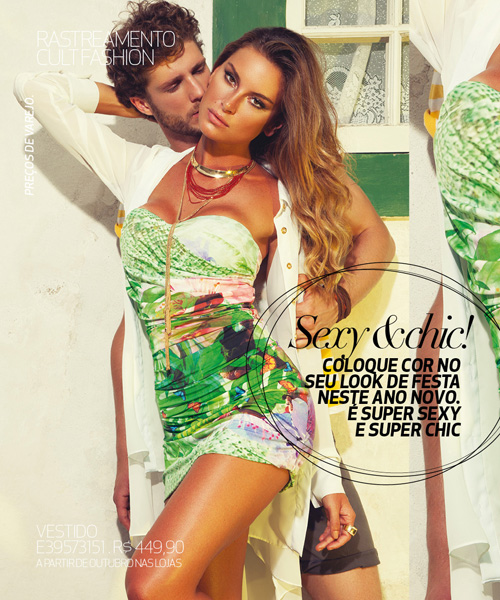 RASTREAMENTO
CULT FASHION
PREÇOS DE VAREJO
Sexy & chic!
COLOQUE COR NO
SEU LOOK DE FESTA
NESTE ANO NOVO.
É SUPER SEXY
E SUPER CHIC
VESTIDO
E39573151 . R$ 449,90
A PARTIR DE OUTUBRO NAS LOJAS